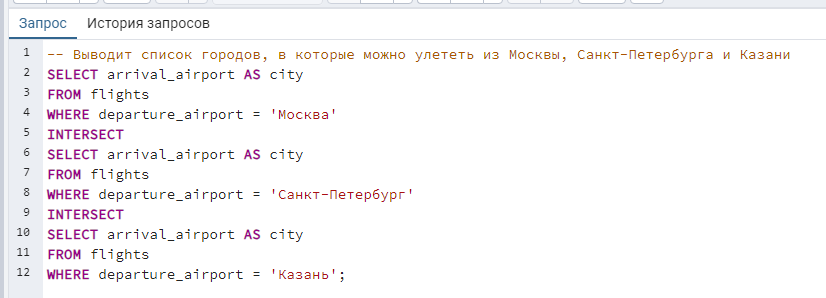 Запрос История запросов
1 -- Выводит список городов, в которые можно улететь из Москвы, Санкт-Петербурга и Казани
2 SELECT arrival_airport AS city
3 FROM flights
4 WHERE departure_airport = 'Москва'
5 INTERSECT
6 SELECT arrival_airport AS city
7 FROM flights
8 WHERE departure_airport = 'Санкт-Петербург'
9 INTERSECT
10 SELECT arrival_airport AS city
11 FROM flights
12 WHERE departure_airport = 'Казань';